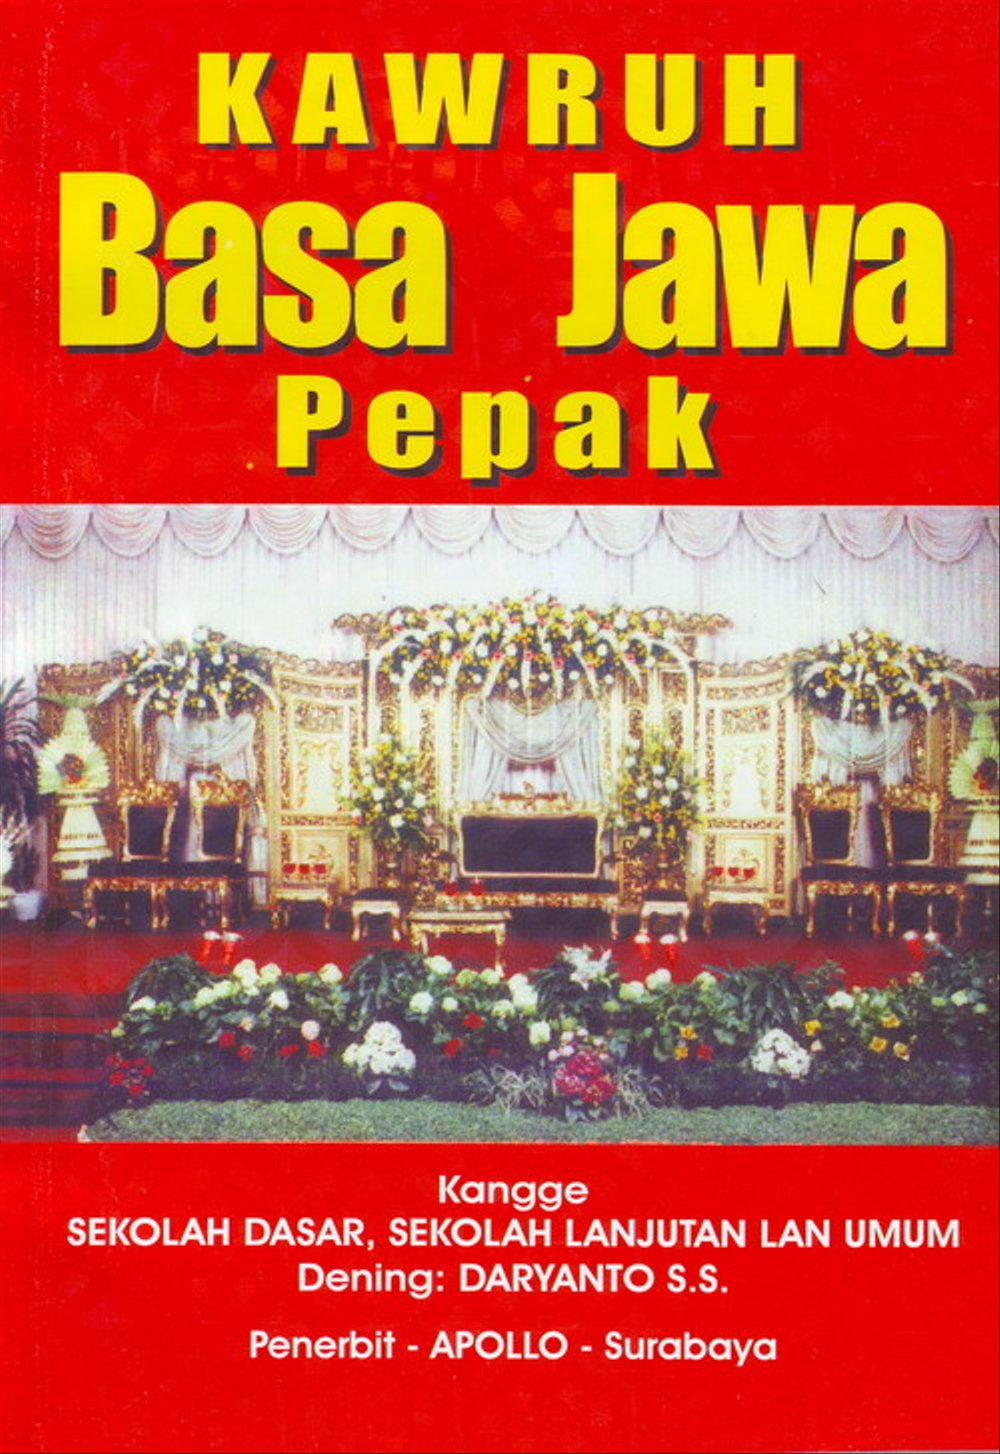 KAWRUH
Basa Jawa
Pepak
Kangge
SEKOLAH DASAR, SEKOLAH LANJUTAN LAN UMUM
Dening: DARYANTO S.S.
Penerbit - APOLLO - Surabaya